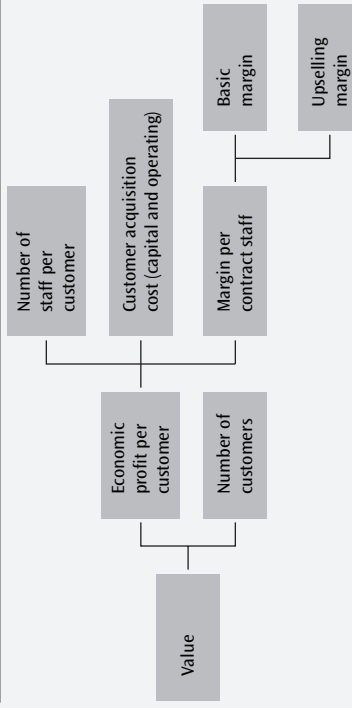 Value
Economic
profit per
customer
Number of
customers
Number of
staff per
customer
Customer acquisition
cost (capital and operating)
Margin per
contract staff
Basic
margin
Upselling
margin